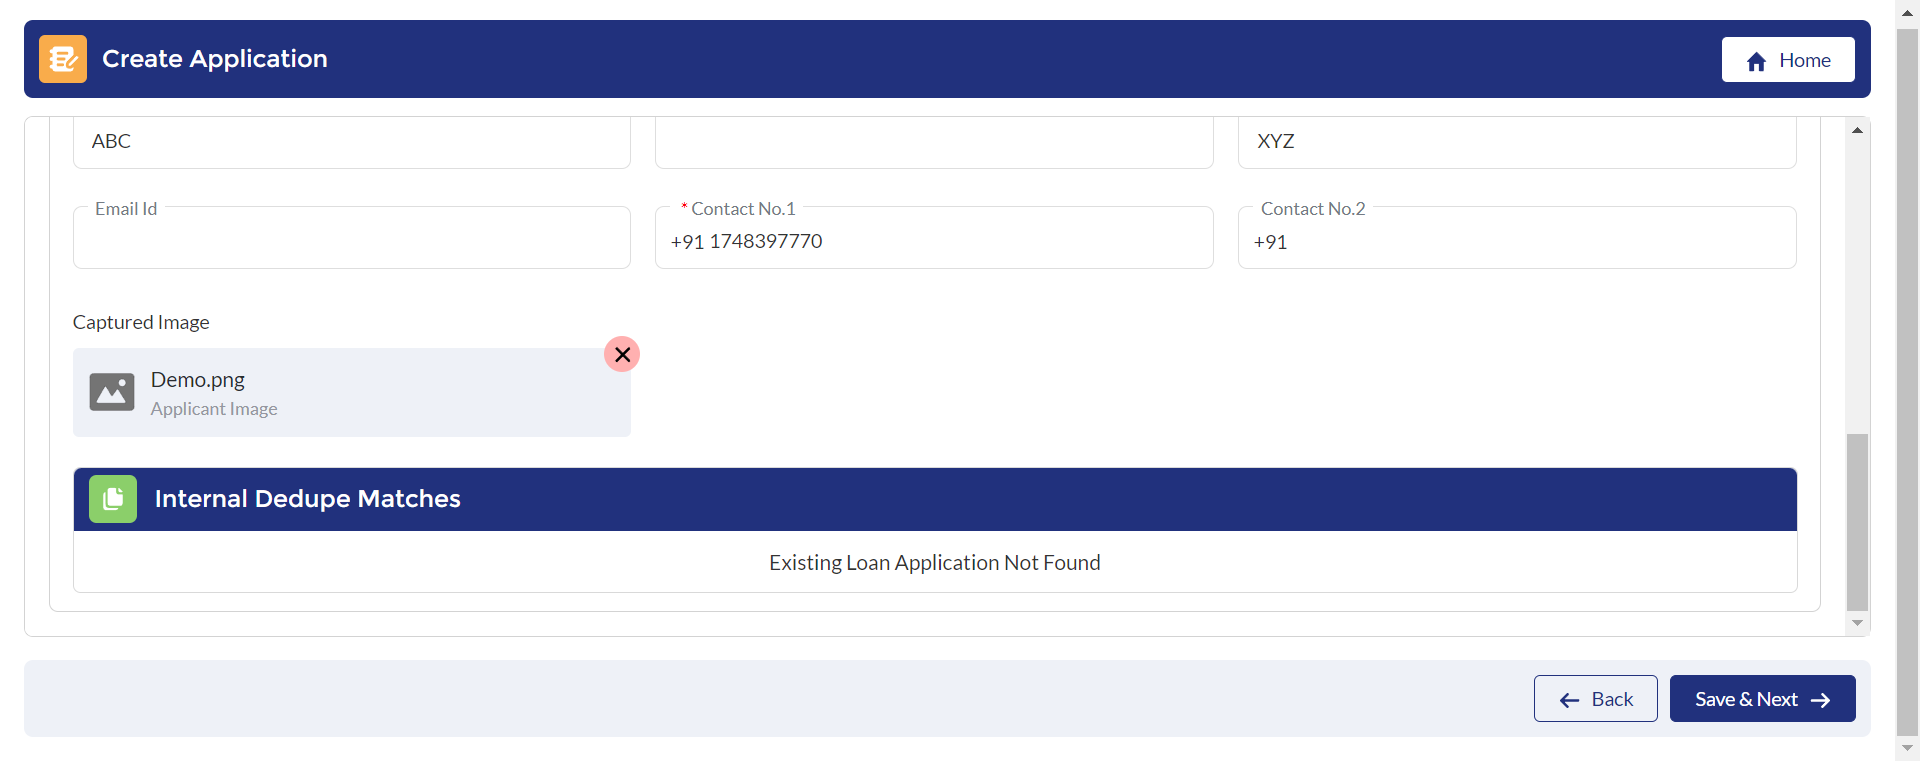 Create Application
Home
ABC
XYZ
Email Id
* Contact No.1
Contact No.2
+91 1748397770
+91
Captured Image
Demo.png
Applicant Image
Internal Dedupe Matches
Existing Loan Application Not Found
Back
Save & Next